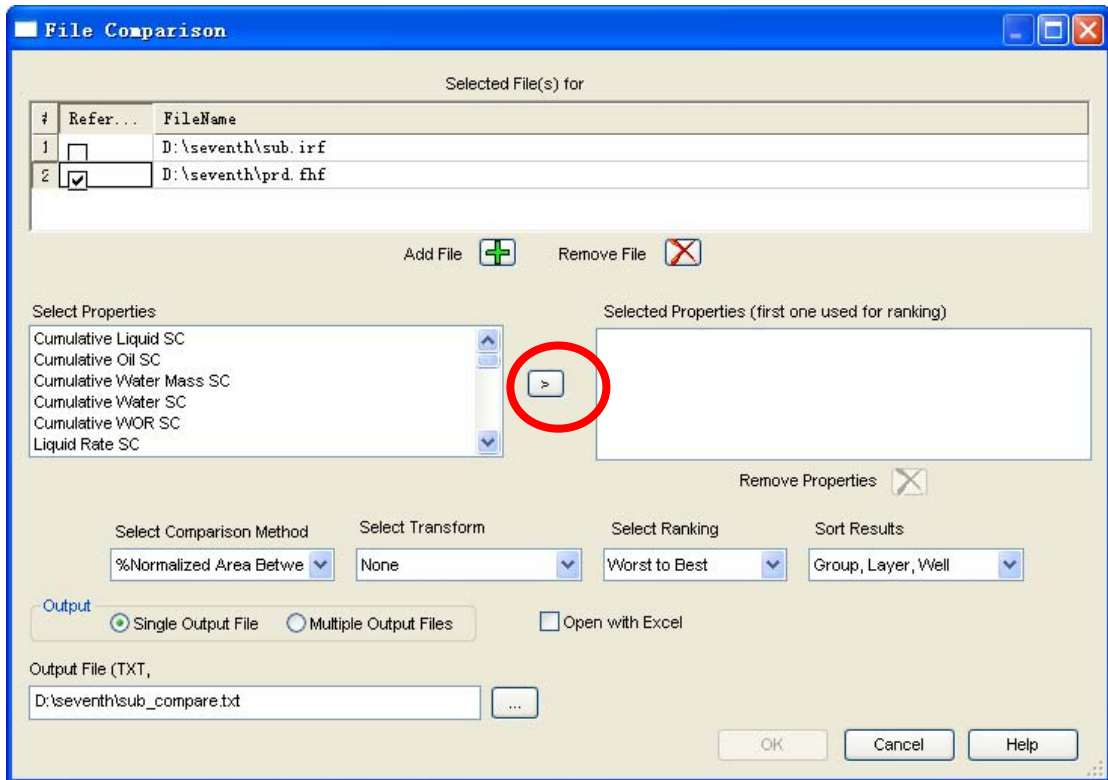 File Comparison
Selected File(s) for
# Refer... FileName
1 D:\seventh\sub.irf
2 D:\seventh\prd.fhf
Add File Remove File
Select Properties
Selected Properties (first one used for ranking)
Cumulative Liquid SC
Cumulative Oil SC
Cumulative Water Mass SC
Cumulative Water SC
Cumulative WOR SC
Liquid Rate SC
>
Remove Properties
Select Comparison Method Select Transform Select Ranking Sort Results
%Normalized Area Betwe None Worst to Best Group, Layer, Well
Output
Single Output File Multiple Output Files Open with Excel
Output File (TXT,
D:\seventh\sub_compare.txt ...
OK Cancel Help